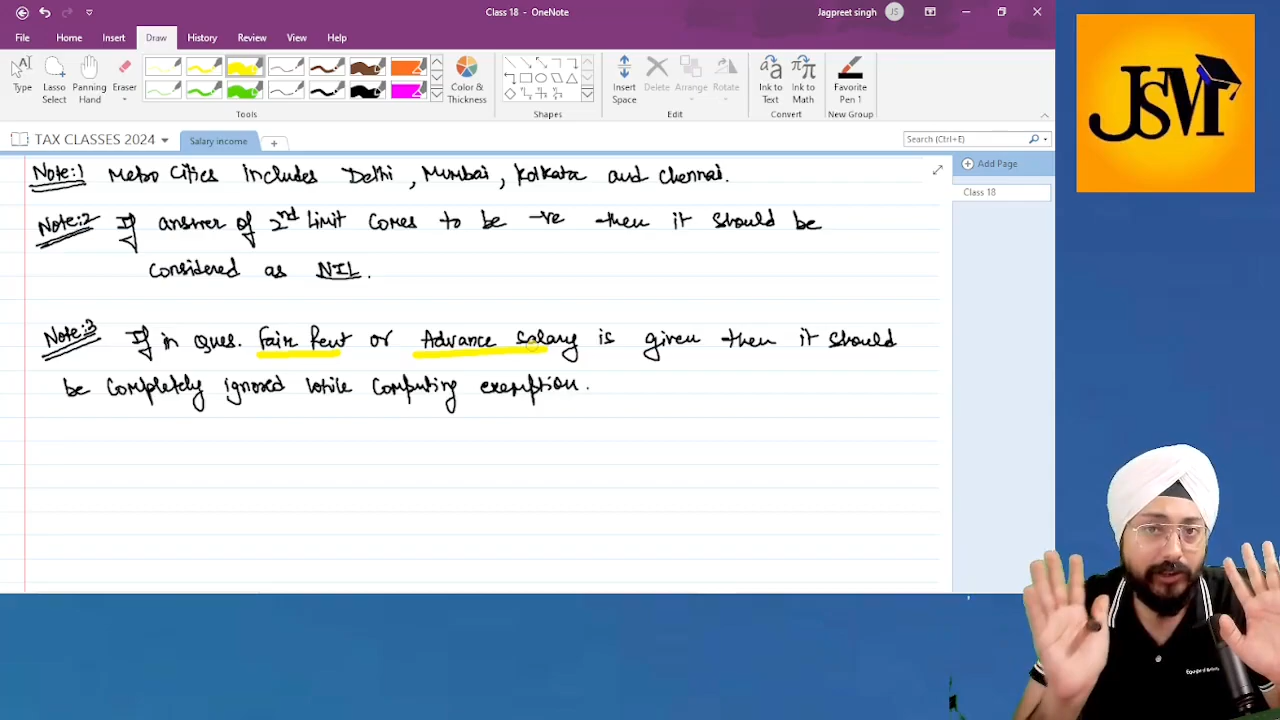 Class 18 - OneNote
Jagpreet singh JS
File Home Insert Draw History Review View Help
Type
Lasso Select
Panning Hand
Eraser
Color & Thickness
Insert Space
Delete
Arrange
Rotate
Ink to Text
Ink to Math
Favorite Pen 1
Tools Shapes Edit Convert New Group
TAX CLASSES 2024 Salary income
Search (Ctrl+E)
Add Page
Class 18
Note:1 Metro Cities includes Delhi, Mumbai, Kolkata and Chennai.
Note:2 If answer of 2nd limit comes to be -ve then it should be
considered as NIL.
Note:3 If in Ques. Fair Rent or Advance Salary is given then it should
be completely ignored while computing exemption.
JSM